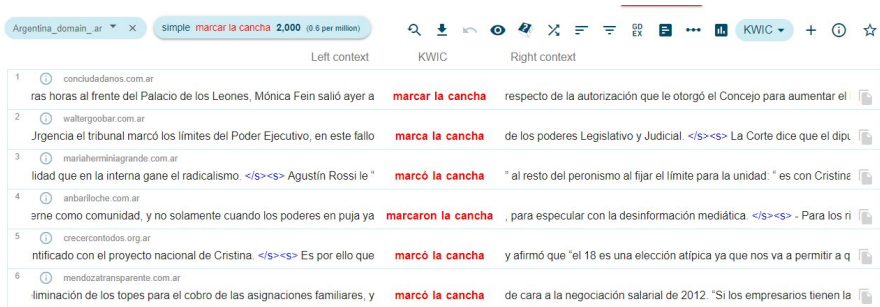 Argentina_domain_.ar
simple marcar la cancha 2,000 (0.6 per million)
GD EX
KWIC
Left context KWIC Right context
1 conciudadanos.com.ar
ras horas al frente del Palacio de los Leones, Mónica Fein salió ayer a marcar la cancha respecto de la autorización que le otorgó el Concejo para aumentar el
2 waltergoobar.com.ar
Urgencia el tribunal marcó los límites del Poder Ejecutivo, en este fallo marca la cancha de los poderes Legislativo y Judicial. </s><s> La Corte dice que el dipu
3 mariaherminiagrande.com.ar
lidad que en la interna gane el radicalismo. </s><s> Agustín Rossi le " marcó la cancha " al resto del peronismo al fijar el límite para la unidad: " es con Cristina
4 anbariloche.com.ar
erne como comunidad, y no solamente cuando los poderes en puja ya marcaron la cancha , para especular con la desinformación mediática. </s><s> - Para los ri
5 crecercontodos.org.ar
ntificado con el proyecto nacional de Cristina. </s><s> Es por ello que marcó la cancha y afirmó que “el 18 es una elección atípica ya que nos va a permitir a q
6 mendozatransparente.com.ar
eliminación de los topes para el cobro de las asignaciones familiares, y marcó la cancha de cara a la negociación salarial de 2012. “Si los empresarios tienen la